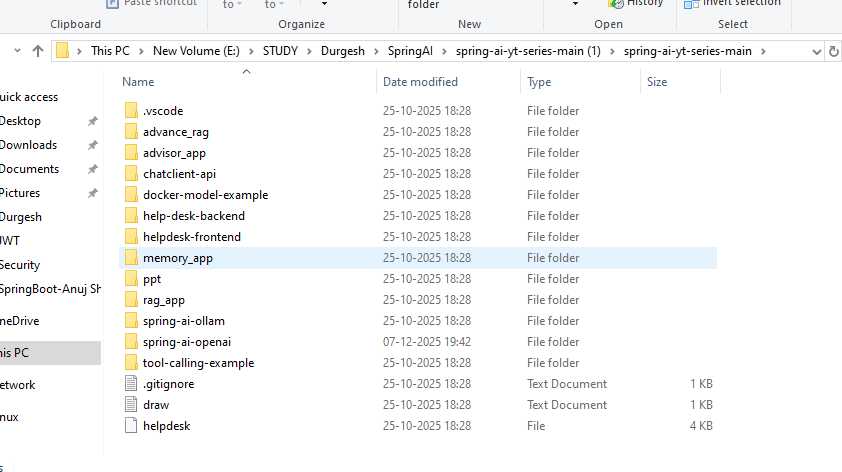 Paste shortcut
to
to
folder
History
Invert selection
Clipboard
Organize
New
Open
Select
This PC > New Volume (E:) > STUDY > Durgesh > SpringAI > spring-ai-yt-series-main (1) > spring-ai-yt-series-main >
Name Date modified Type Size
uick access
Desktop
Downloads
Documents
Pictures
Durgesh
JWT
Security
SpringBoot-Anuj Sh
neDrive
his PC
etwork
nux
s
.vscode 25-10-2025 18:28 File folder
advance_rag 25-10-2025 18:28 File folder
advisor_app 25-10-2025 18:28 File folder
chatclient-api 25-10-2025 18:28 File folder
docker-model-example 25-10-2025 18:28 File folder
help-desk-backend 25-10-2025 18:28 File folder
helpdesk-frontend 25-10-2025 18:28 File folder
memory_app 25-10-2025 18:28 File folder
ppt 25-10-2025 18:28 File folder
rag_app 25-10-2025 18:28 File folder
spring-ai-ollam 25-10-2025 18:28 File folder
spring-ai-openai 07-12-2025 19:42 File folder
tool-calling-example 25-10-2025 18:28 File folder
.gitignore 25-10-2025 18:28 Text Document 1 KB
draw 25-10-2025 18:28 Text Document 1 KB
helpdesk 25-10-2025 18:28 File 4 KB